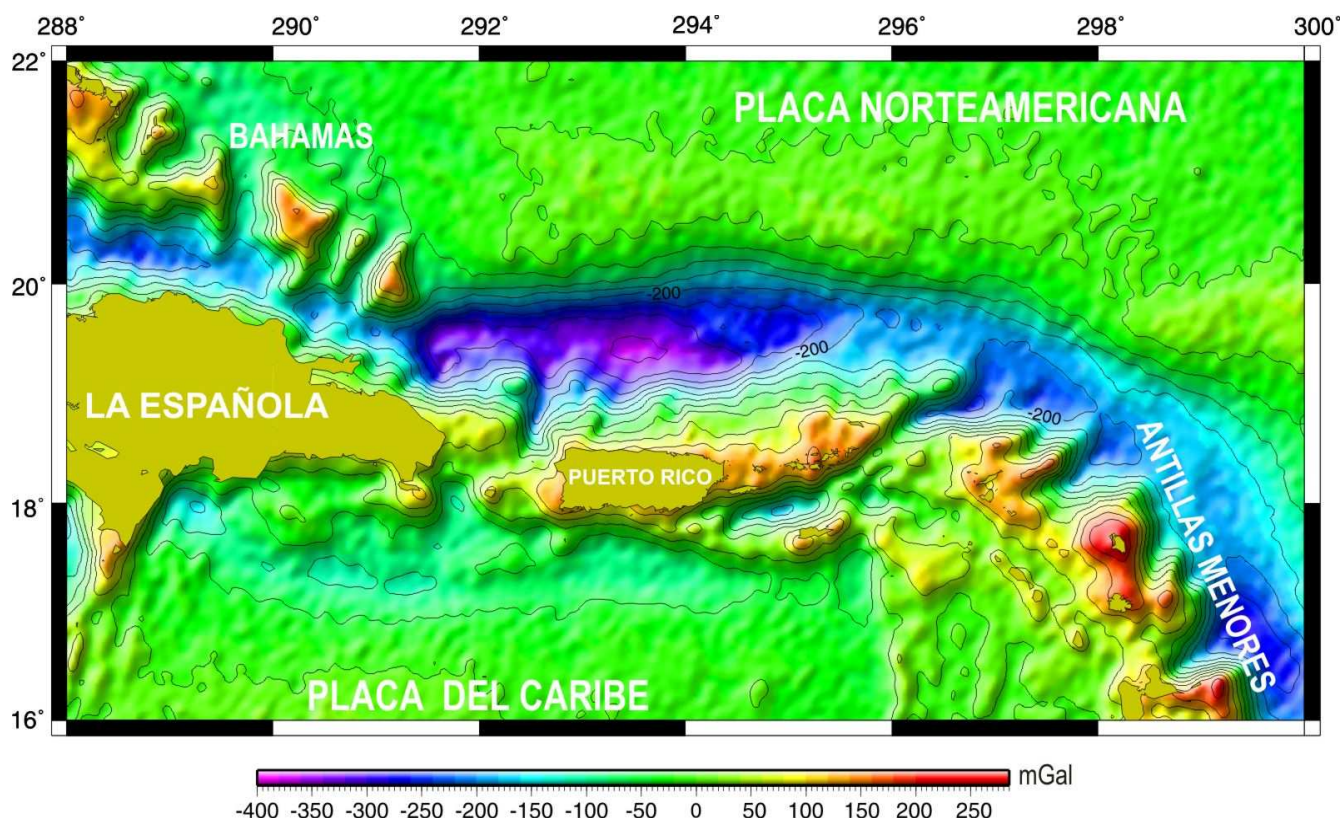 288° 290° 292° 294° 296° 298° 300°
22°
PLACA NORTEAMERICANA
BAHAMAS
20°
-200
-200
LA ESPAÑOLA
-200
PUERTO RICO
18°
ANTILLAS MENORES
PLACA DEL CARIBE
16°
mGal
-400 -350 -300 -250 -200 -150 -100 -50 0 50 100 150 200 250